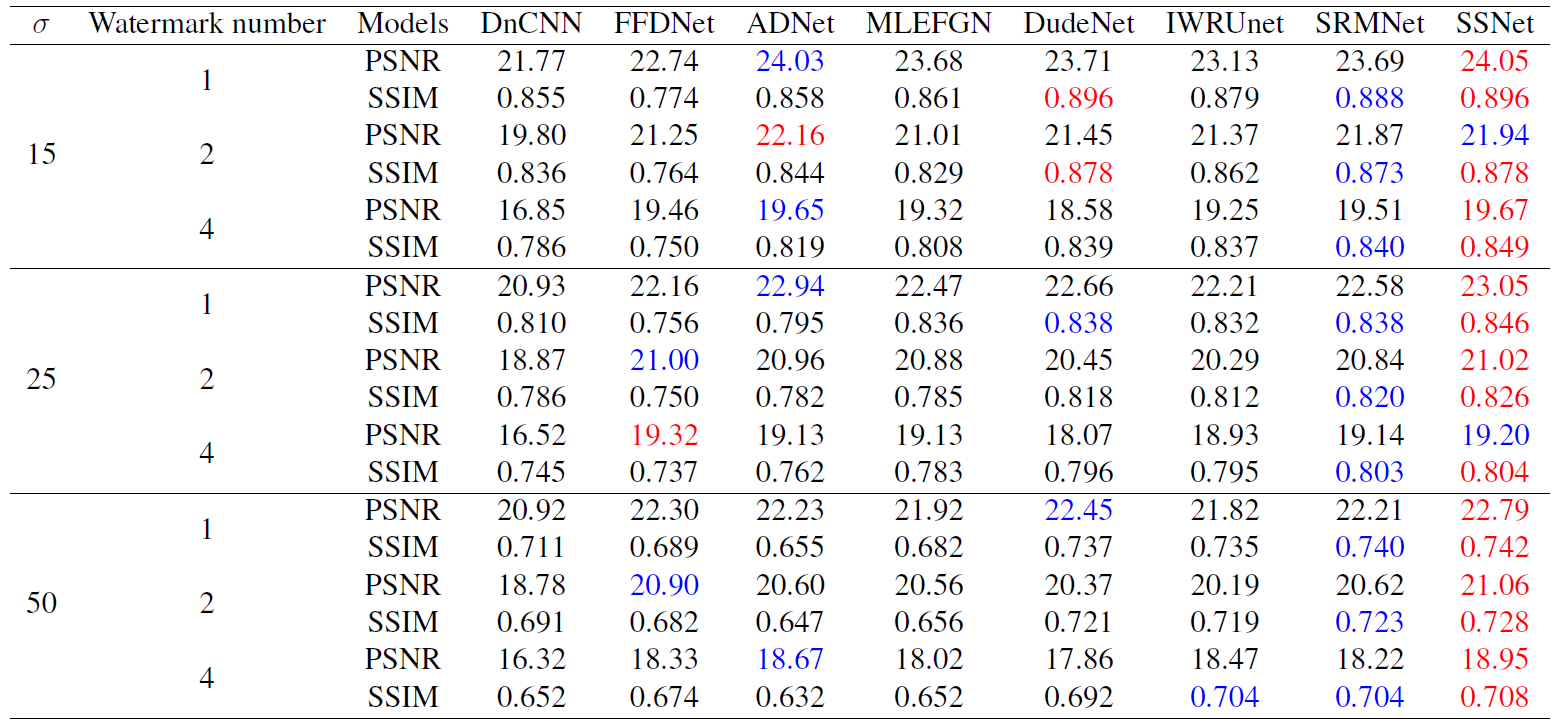 σ Watermark number Models DnCNN FFDNet ADNet MLEFGN DudeNet IWRUnet SRMNet SSNet
15 1 PSNR 21.77 22.74 24.03 23.68 23.71 23.13 23.69 24.05
SSIM 0.855 0.774 0.858 0.861 0.896 0.879 0.888 0.896
2 PSNR 19.80 21.25 22.16 21.01 21.45 21.37 21.87 21.94
SSIM 0.836 0.764 0.844 0.829 0.878 0.862 0.873 0.878
4 PSNR 16.85 19.46 19.65 19.32 18.58 19.25 19.51 19.67
SSIM 0.786 0.750 0.819 0.808 0.839 0.837 0.840 0.849
25 1 PSNR 20.93 22.16 22.94 22.47 22.66 22.21 22.58 23.05
SSIM 0.810 0.756 0.795 0.836 0.838 0.832 0.838 0.846
2 PSNR 18.87 21.00 20.96 20.88 20.45 20.29 20.84 21.02
SSIM 0.786 0.750 0.782 0.785 0.818 0.812 0.820 0.826
4 PSNR 16.52 19.32 19.13 19.13 18.07 18.93 19.14 19.20
SSIM 0.745 0.737 0.762 0.783 0.796 0.795 0.803 0.804
50 1 PSNR 20.92 22.30 22.23 21.92 22.45 21.82 22.21 22.79
SSIM 0.711 0.689 0.655 0.682 0.737 0.735 0.740 0.742
2 PSNR 18.78 20.90 20.60 20.56 20.37 20.19 20.62 21.06
SSIM 0.691 0.682 0.647 0.656 0.721 0.719 0.723 0.728
4 PSNR 16.32 18.33 18.67 18.02 17.86 18.47 18.22 18.95
SSIM 0.652 0.674 0.632 0.652 0.692 0.704 0.704 0.708